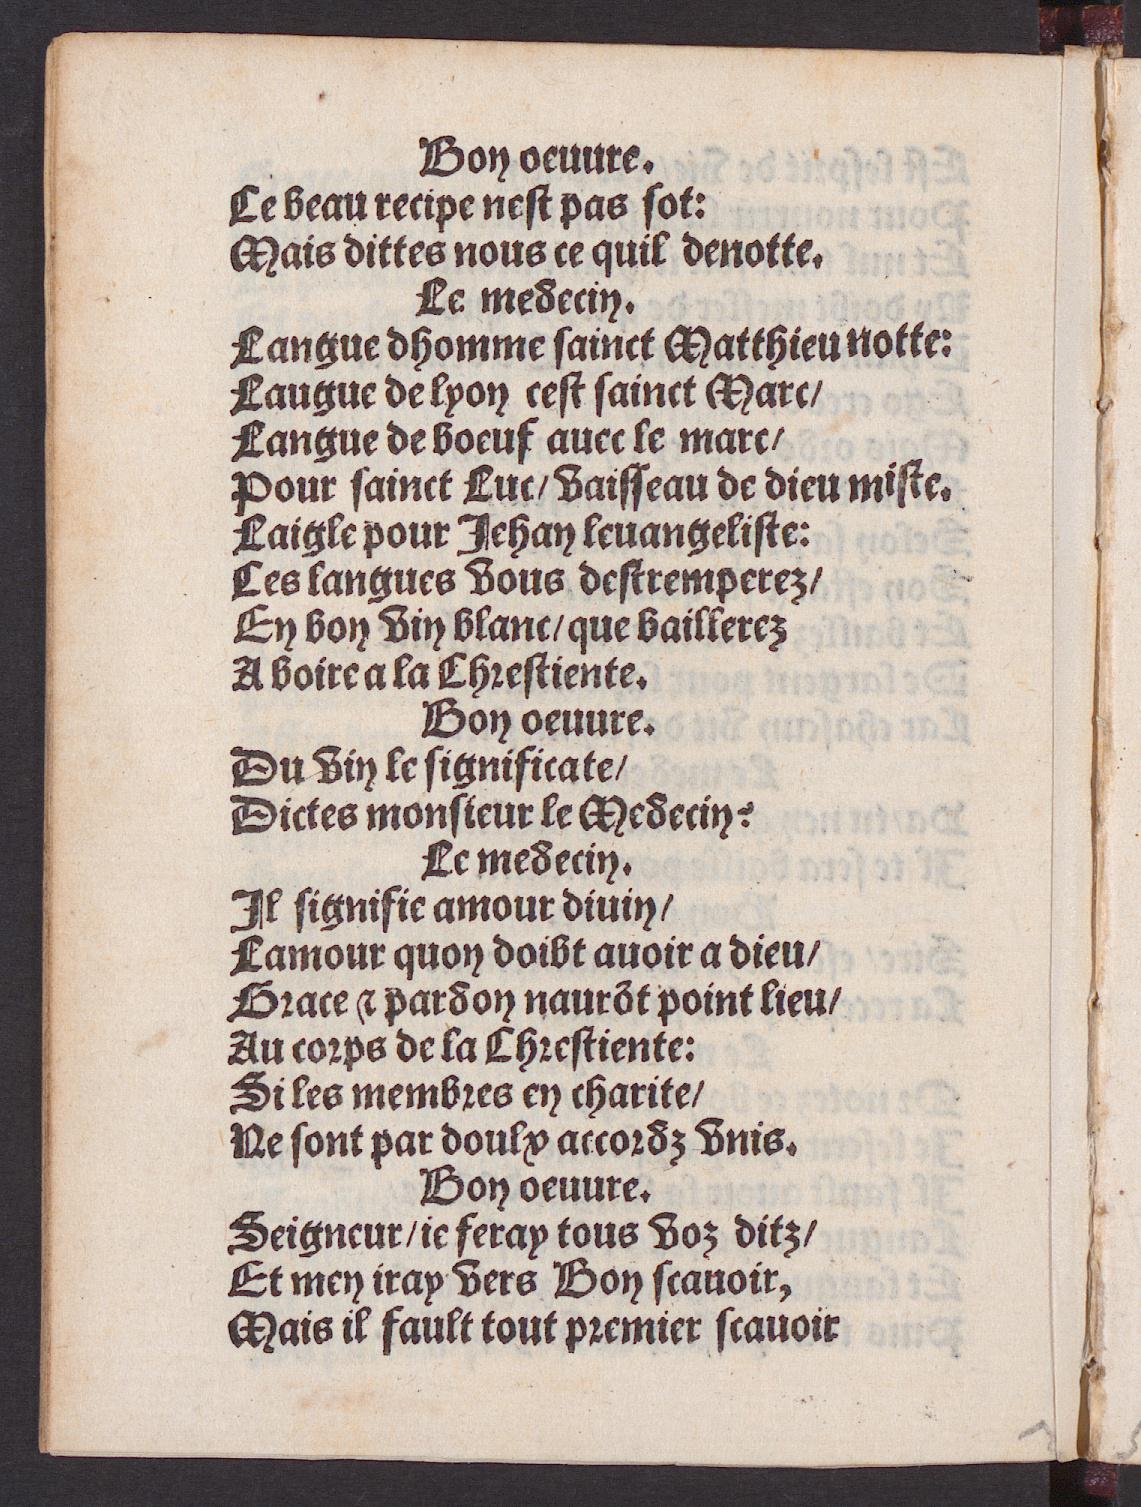 Bon oeuure.
Ce beau recipe nest pas sot:
Mais dittes nous ce quil denotte.
Le medecin.
Langue dhomme sainct Matthieu notte:
Laugue de lyon cest sainct Marc/
Langue de boeuf auec le marc/
Pour sainct Luc/ vaisseau de dieu miste.
Laigle pour Jehan leuangeliste:
Ces langues vous destremperez/
En bon vin blanc/ que baillerez
A boire a la Chrestiente.
Bon oeuure.
Du vin le significate/
Dictes monsieur le Medecin?
Le medecin.
Il signifie amour diuin/
Lamour quon doibt auoir a dieu/
Grace ⁊ pardon naurōt point lieu/
Au corps de la Chrestiente:
Si les membres en charite/
Ne sont par doulx accordz vnis.
Bon oeuure.
Seigneur/ ie feray tous voz ditz/
Et men iray vers Bon scauoir,
Mais il fault tout premier scauoir